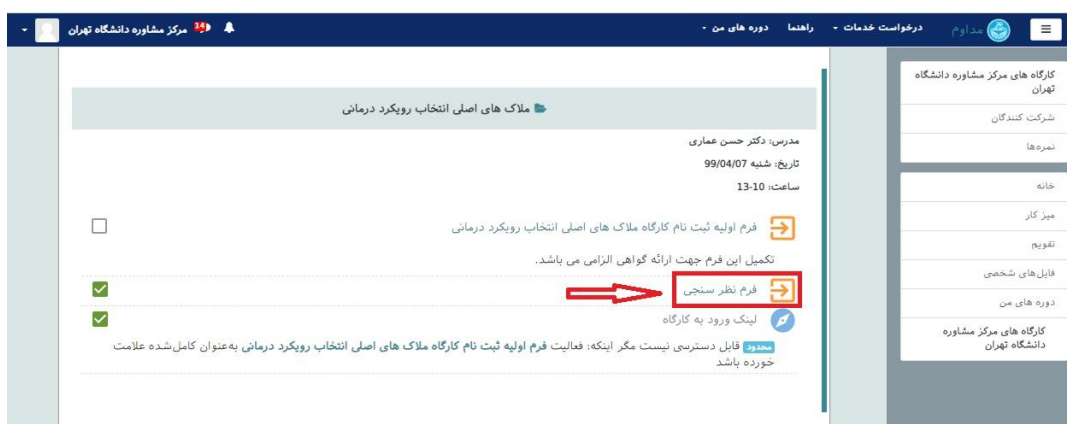 مداوم درخواست خدمات راهنما دوره های من 14 مرکز مشاوره دانشگاه تهران
کارگاه های مرکز مشاوره دانشگاه
تهران
شرکت کنندگان
نمره‌ها
خانه
میز کار
تقویم
فایل‌های شخصی
دوره های من
کارگاه های مرکز مشاوره
دانشگاه تهران
ملاک های اصلی انتخاب رویکرد درمانی
مدرس: دکتر حسن عماری
تاریخ: شنبه 99/04/07
ساعت: 10-13
فرم اولیه ثبت نام کارگاه ملاک های اصلی انتخاب رویکرد درمانی
تکمیل این فرم جهت ارائه گواهی الزامی می باشد.
فرم نظر سنجی
لینک ورود به کارگاه
محدود قابل دسترسی نیست مگر اینکه: فعالیت فرم اولیه ثبت نام کارگاه ملاک های اصلی انتخاب رویکرد درمانی به‌عنوان کامل‌شده علامت
خورده باشد